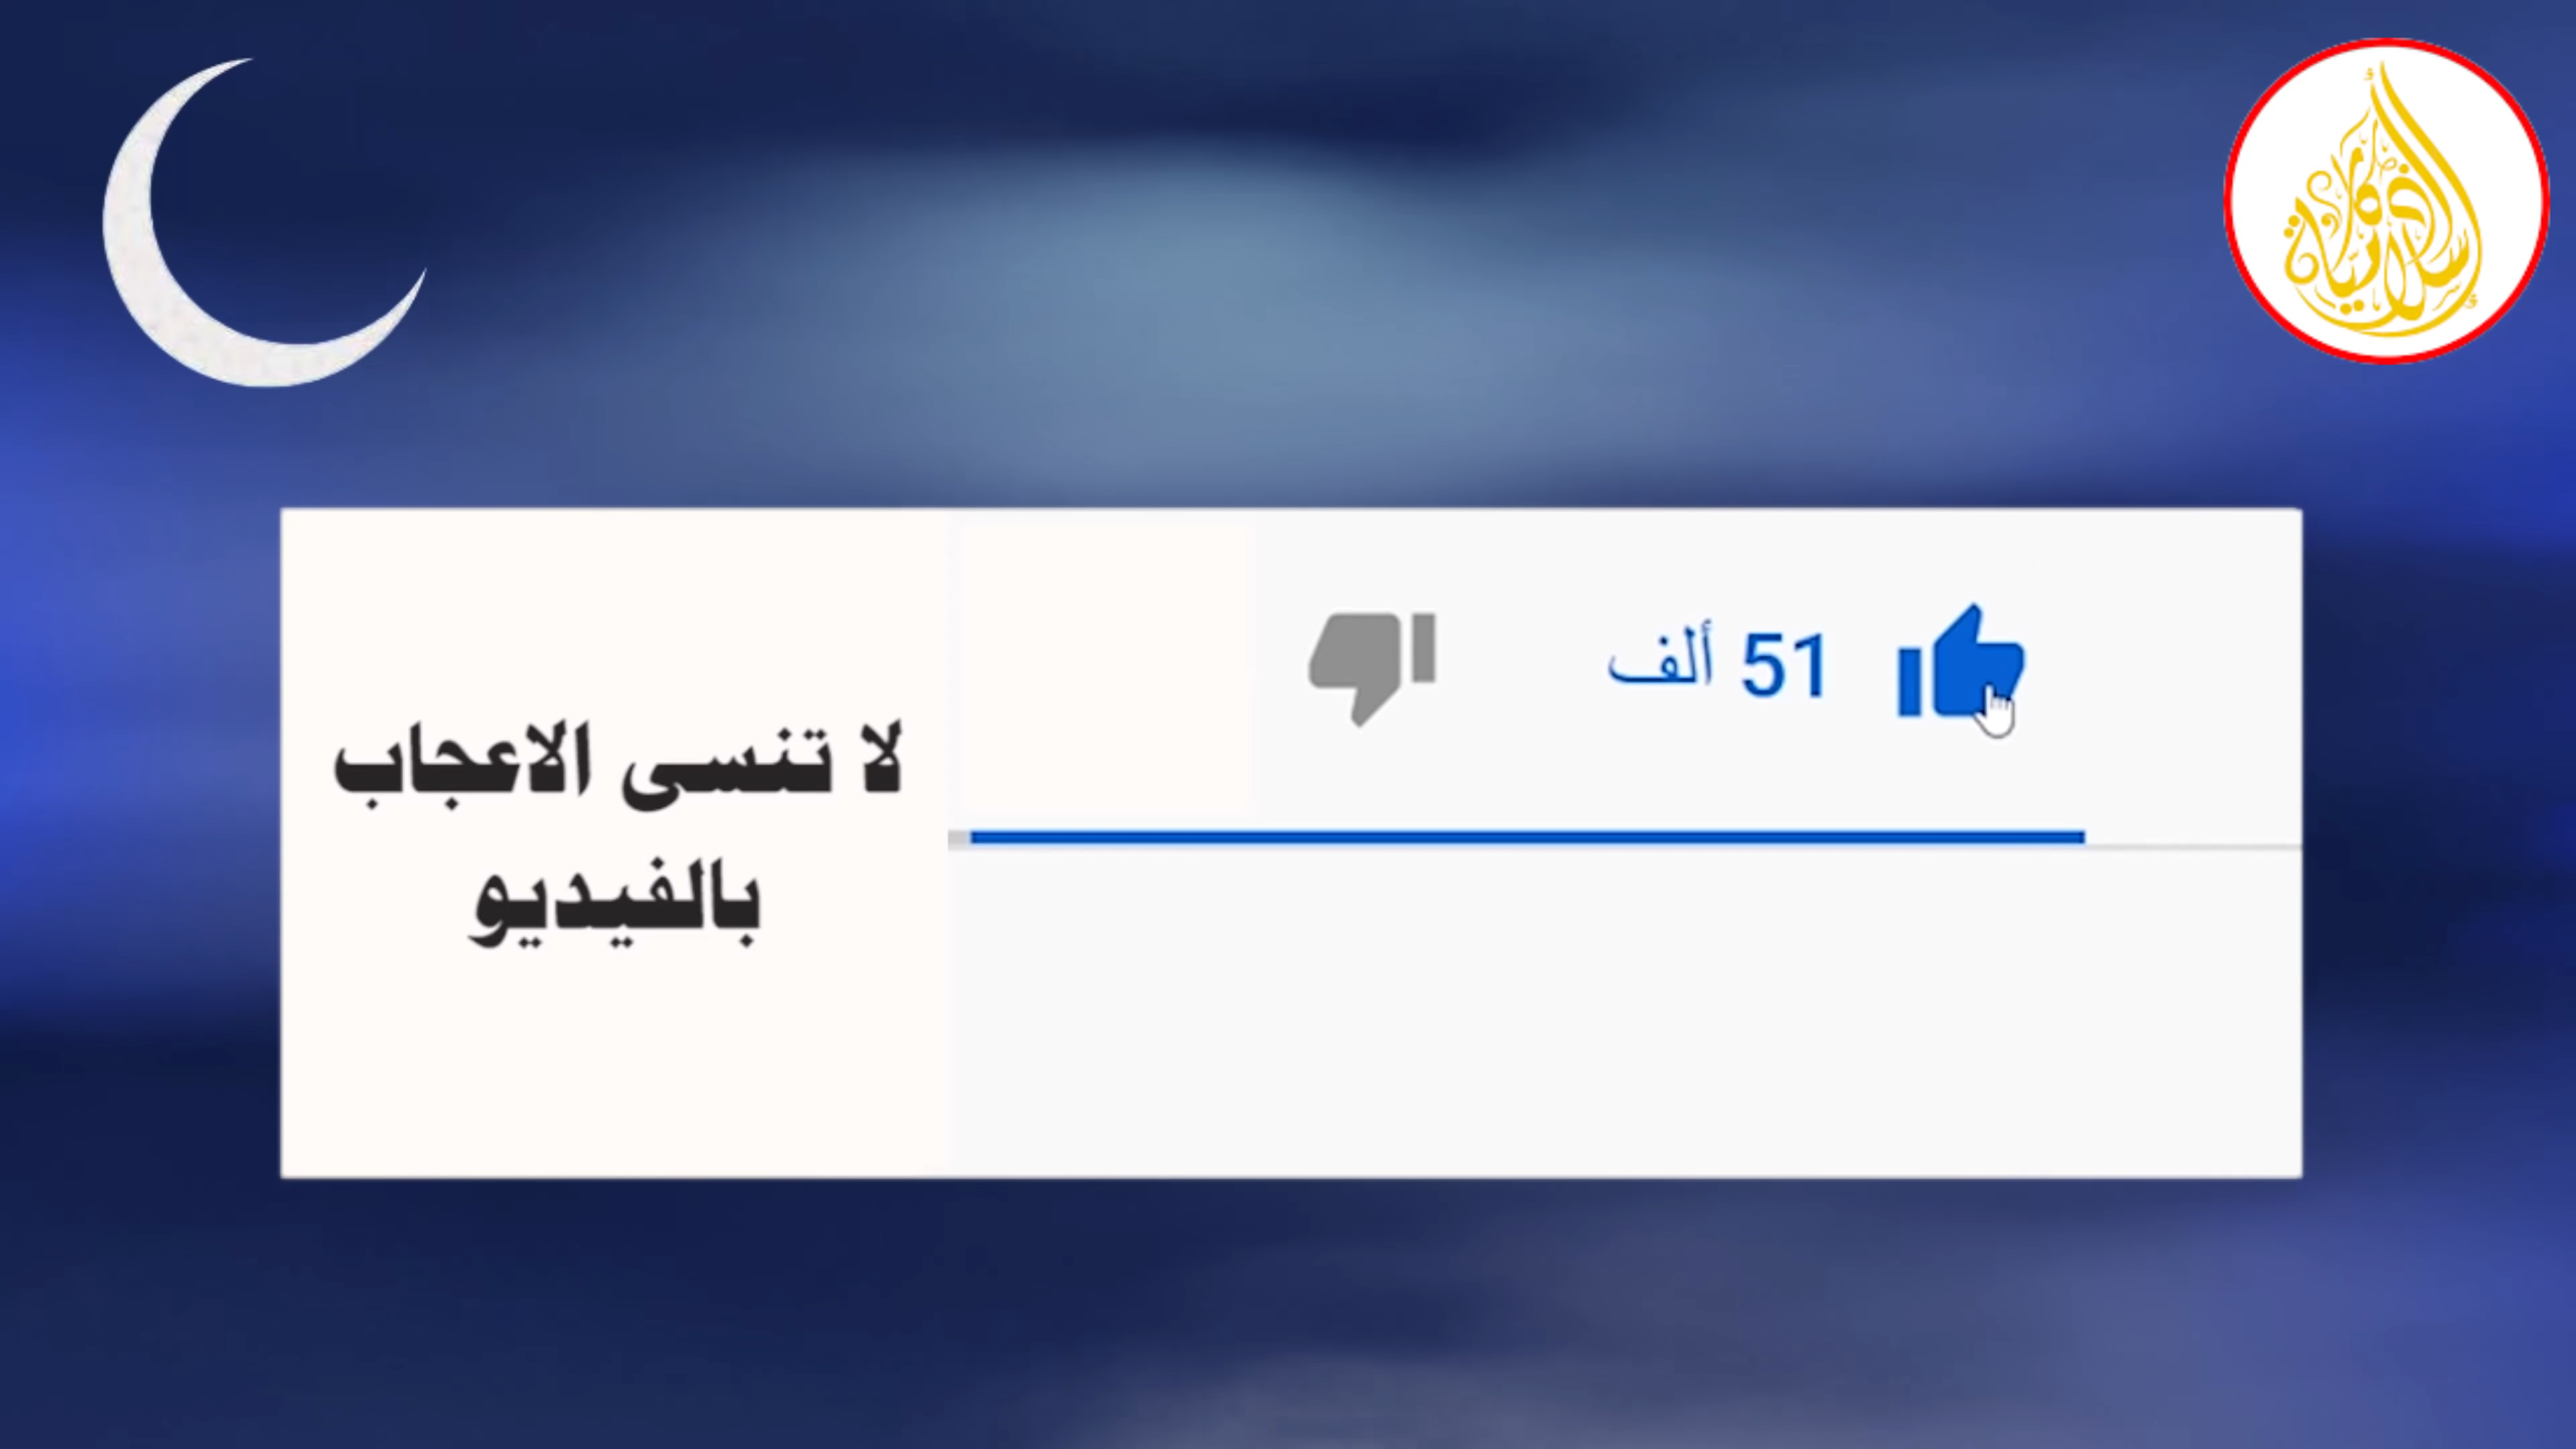 51 ألف
لا تنسى الاعجاب
بالفيديو